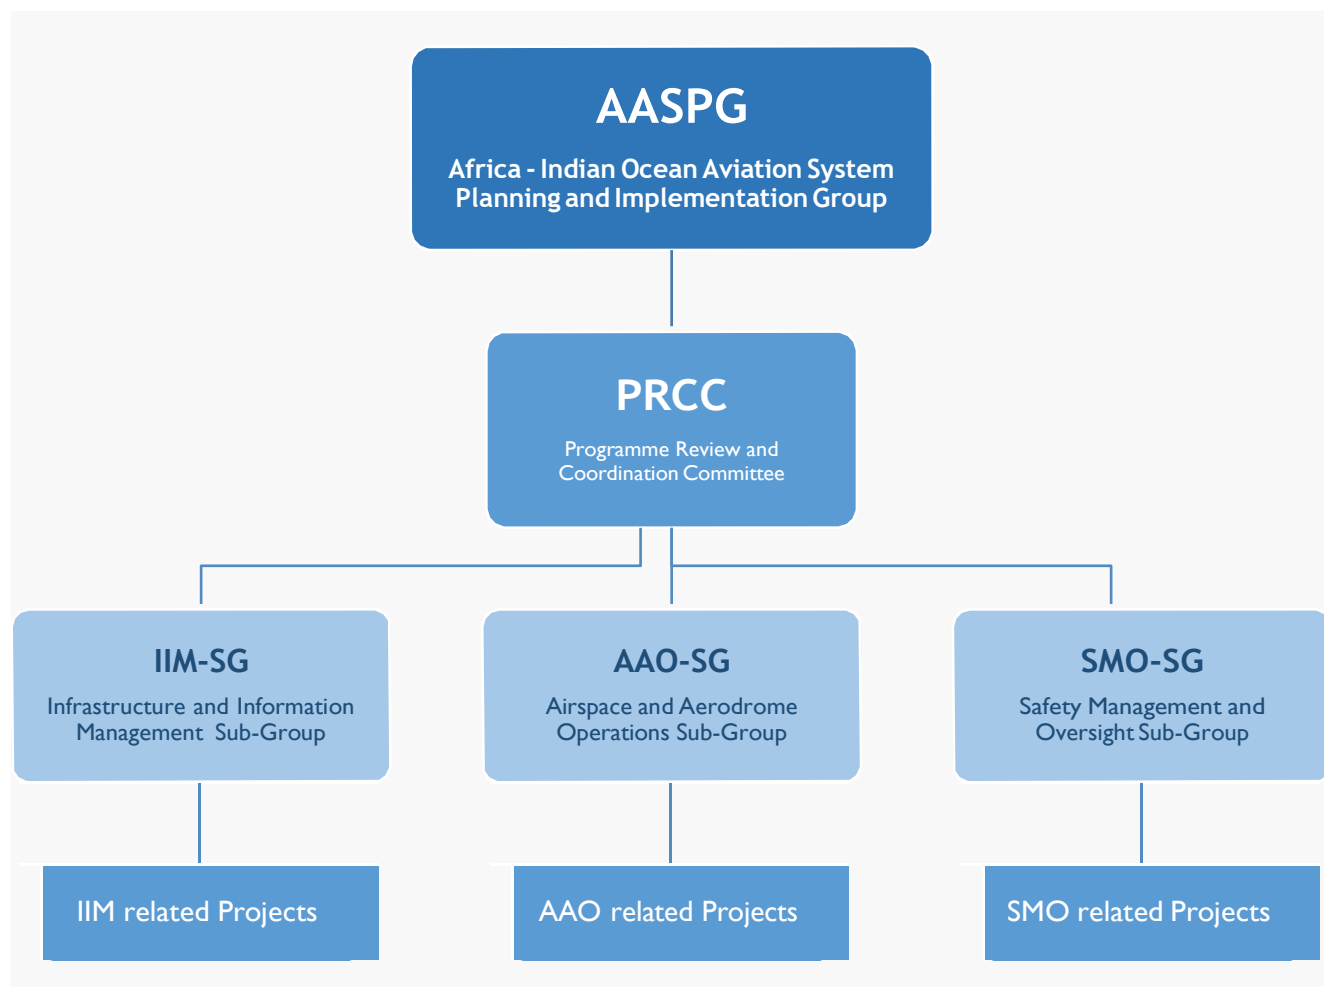 AASPG
Africa - Indian Ocean Aviation System
Planning and Implementation Group
PRCC
Programme Review and
Coordination Committee
IIM-SG
Infrastructure and Information
Management Sub-Group
AAO-SG
Airspace and Aerodrome
Operations Sub-Group
SMO-SG
Safety Management and
Oversight Sub-Group
IIM related Projects
AAO related Projects
SMO related Projects